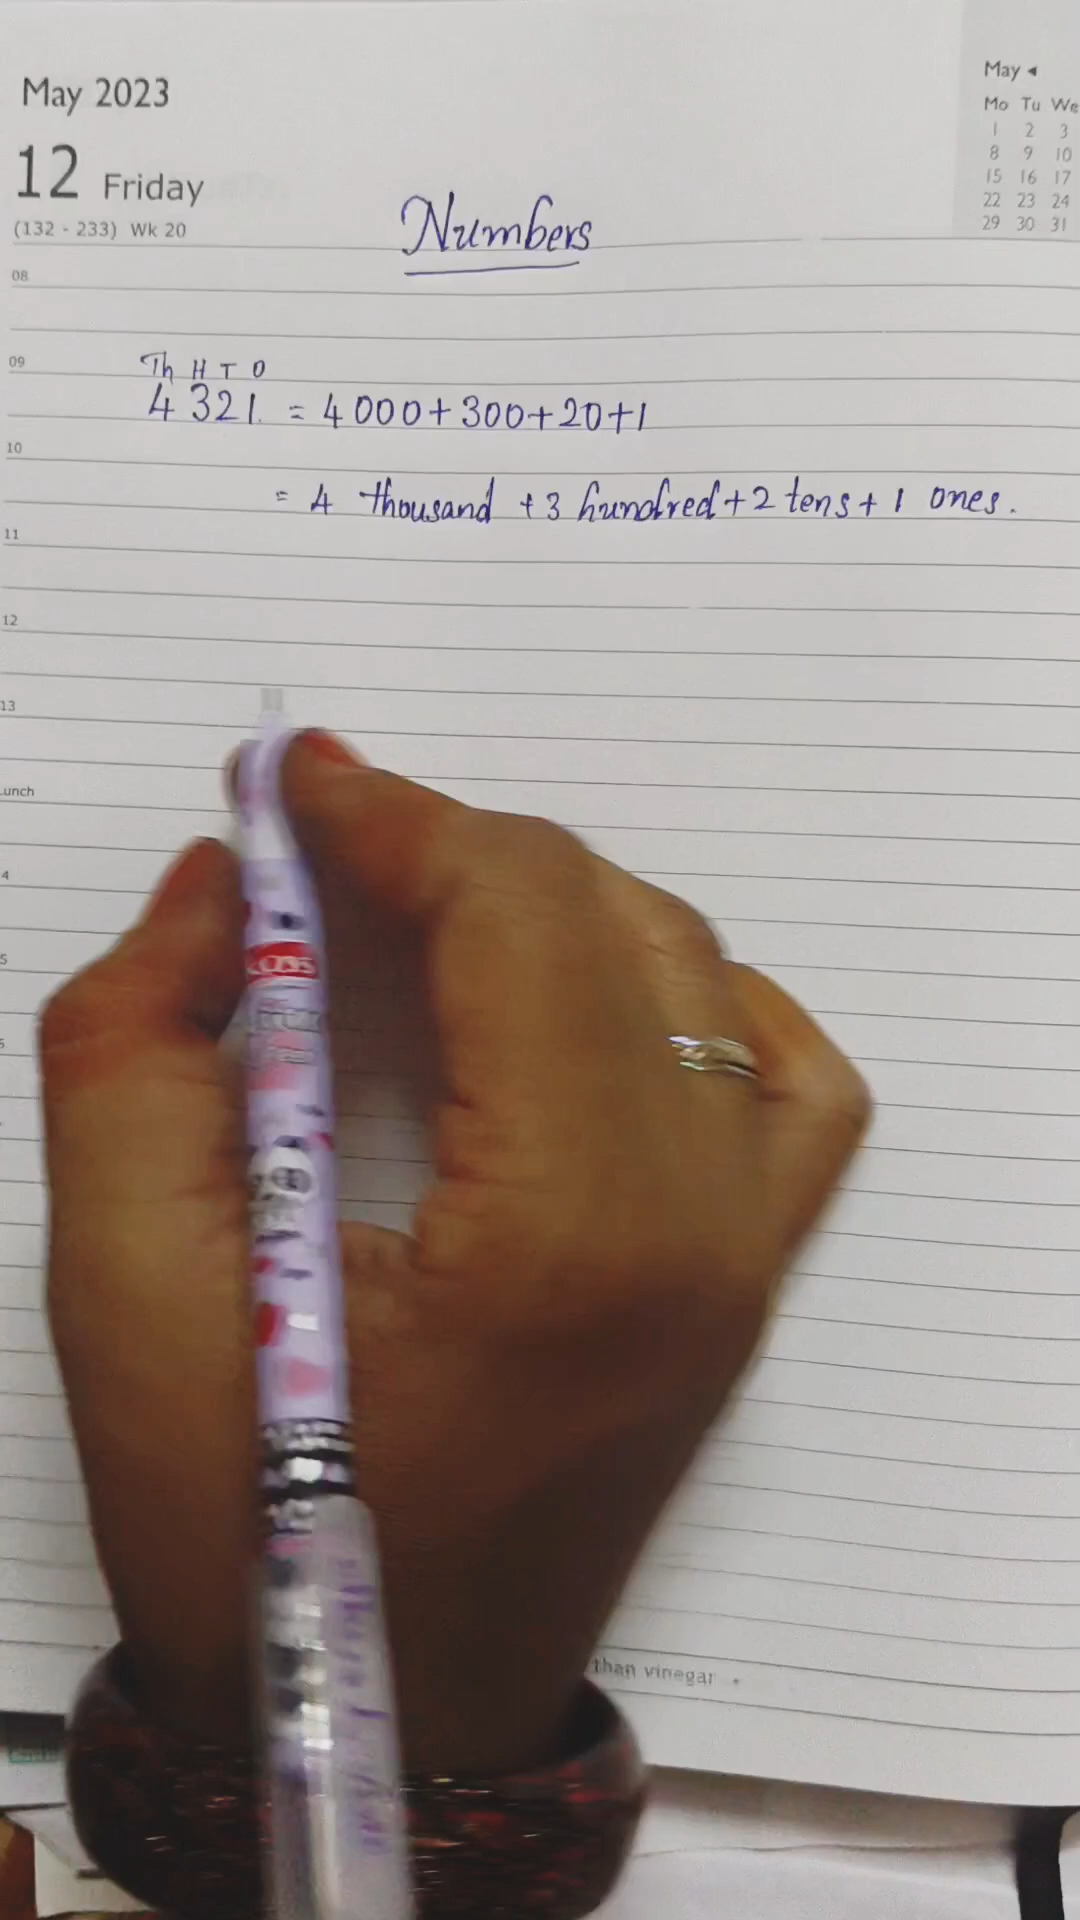 May 2023
12 Friday
(132 - 233) Wk 20
May ◂
Mo Tu We
1 2 3
8 9 10
15 16 17
22 23 24
29 30 31
Numbers
08
09
Th H T O
4321. = 4000+300+20+1
10
= 4 thousand + 3 hundred + 2 tens + 1 ones.
11
12
13
unch
4
5
than vinegar